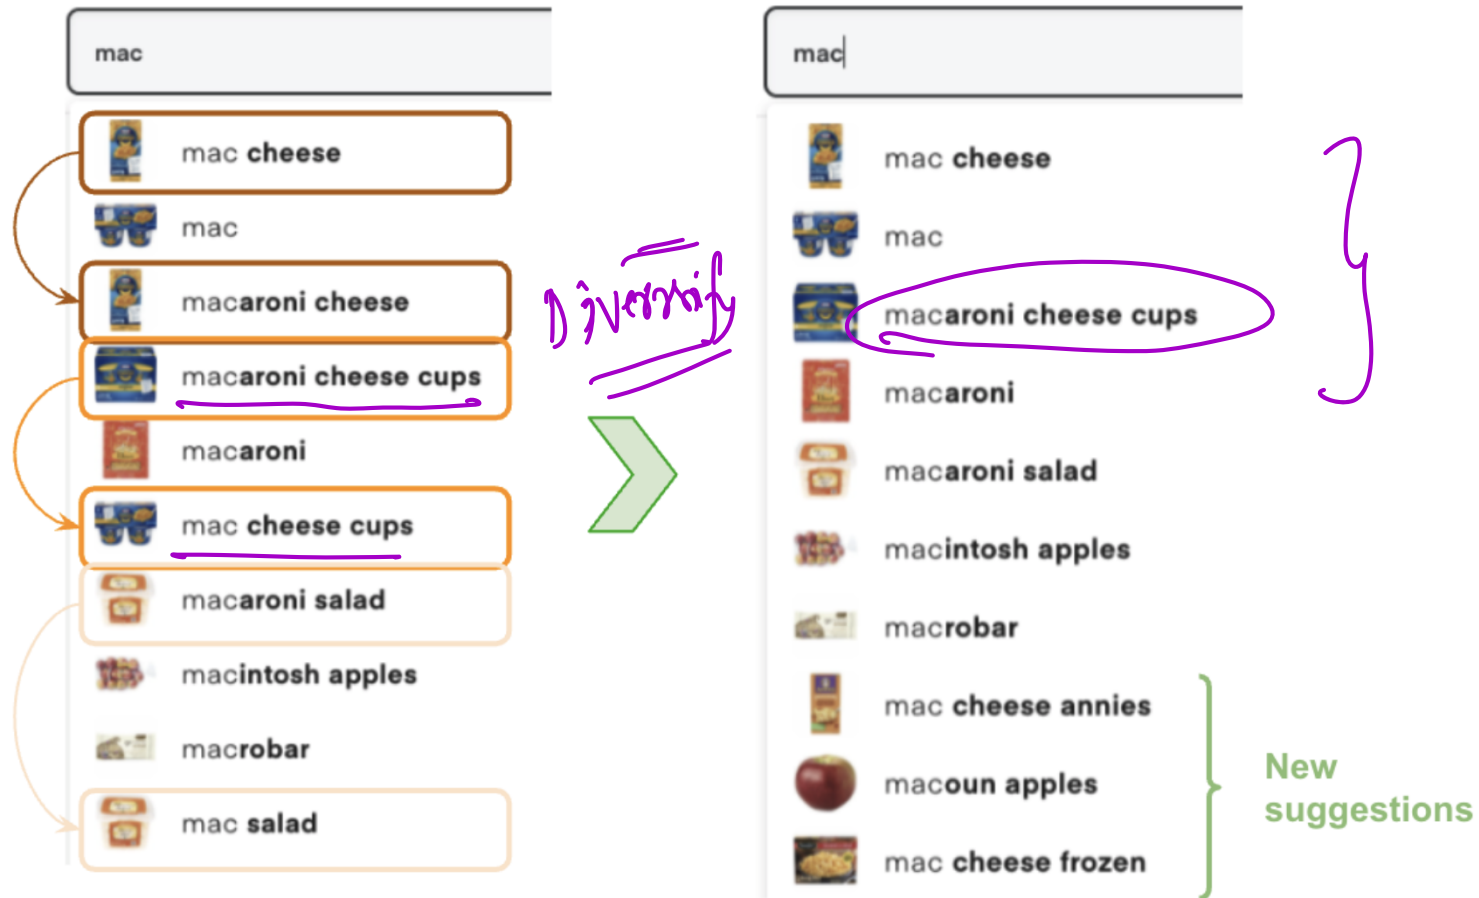 mac
mac cheese
mac
macaroni cheese
macaroni cheese cups
macaroni
mac cheese cups
macaroni salad
macintosh apples
macrobar
mac salad
Diversify
mac
mac cheese
mac
macaroni cheese cups
macaroni
macaroni salad
macintosh apples
macrobar
mac cheese annies
macoun apples
mac cheese frozen
New
suggestions